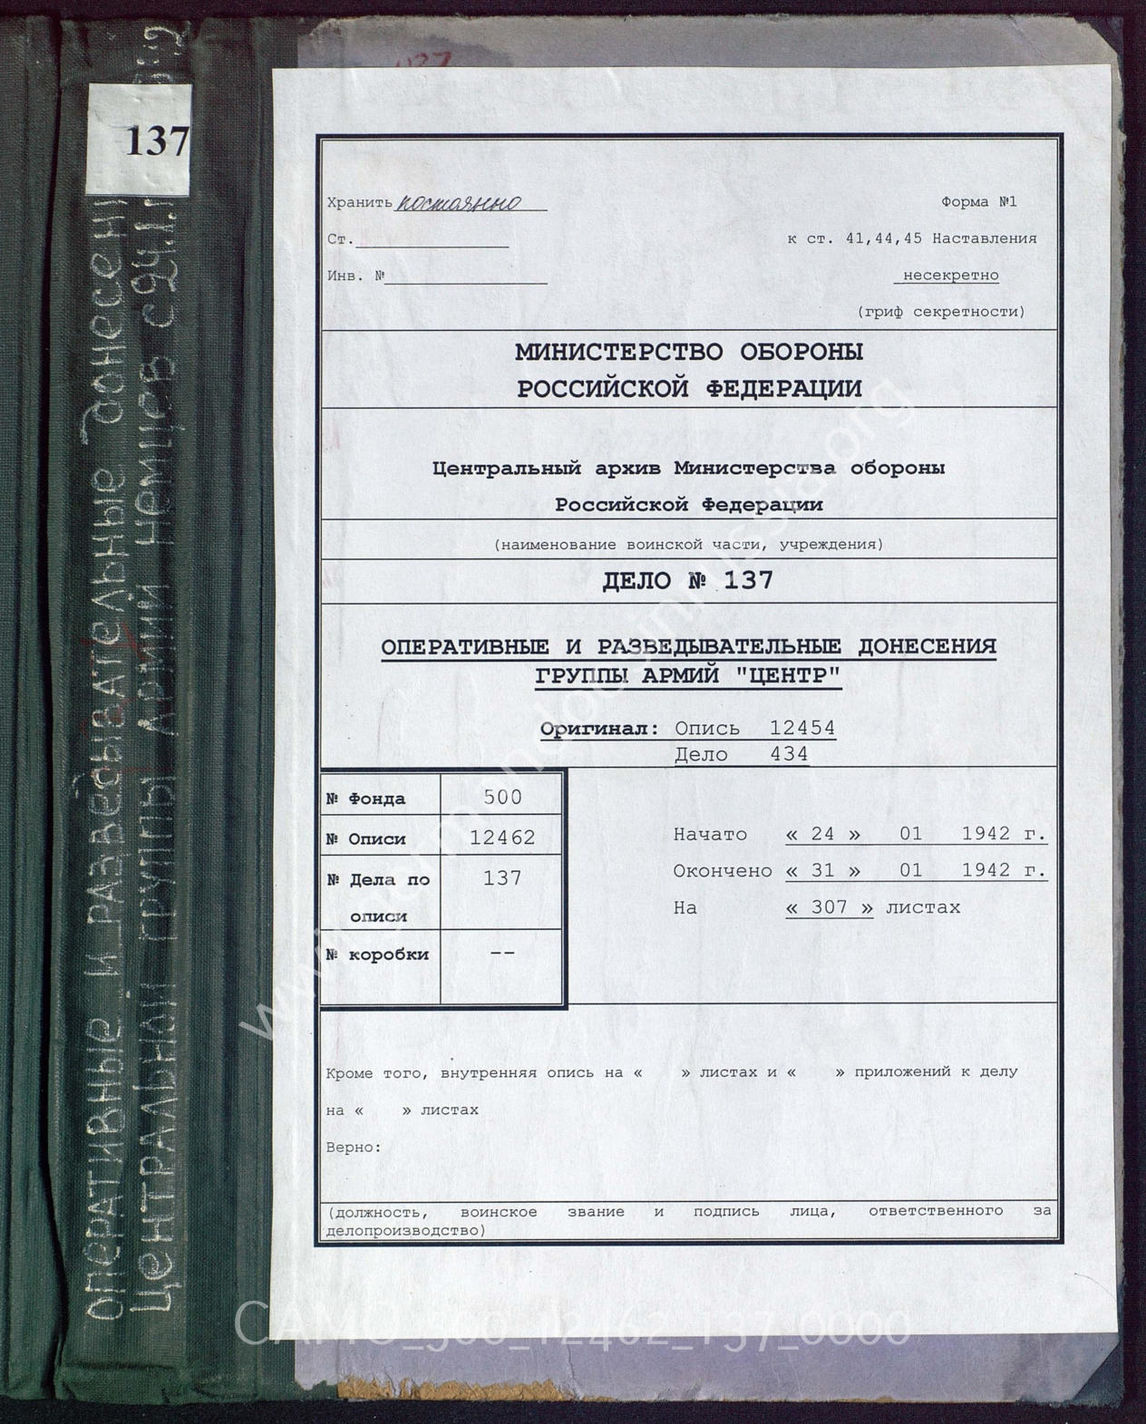 137
Оперативные и разведывательные донесени
Центральной группы армий немцев с 24.1.
Хранить постоянно
Форма №1
Ст.
к ст. 41,44,45 Наставления
Инв. №
несекретно
(гриф секретности)
МИНИСТЕРСТВО ОБОРОНЫ
РОССИЙСКОЙ ФЕДЕРАЦИИ
Центральный архив Министерства обороны
Российской Федерации
(наименование воинской части, учреждения)
ДЕЛО № 137
ОПЕРАТИВНЫЕ И РАЗВЕДЫВАТЕЛЬНЫЕ ДОНЕСЕНИЯ
ГРУППЫ АРМИЙ "ЦЕНТР"
Оригинал: Опись 12454
Дело 434
№ Фонда 500
№ Описи 12462
№ Дела по описи 137
№ коробки --
Начато « 24 » 01 1942 г.
Окончено « 31 » 01 1942 г.
На « 307 » листах
Кроме того, внутренняя опись на « » листах и « » приложений к делу
на « » листах
Верно:
(должность, воинское звание и подпись лица, ответственного за
делопроизводство)
CAMO_500_12462_137_0000